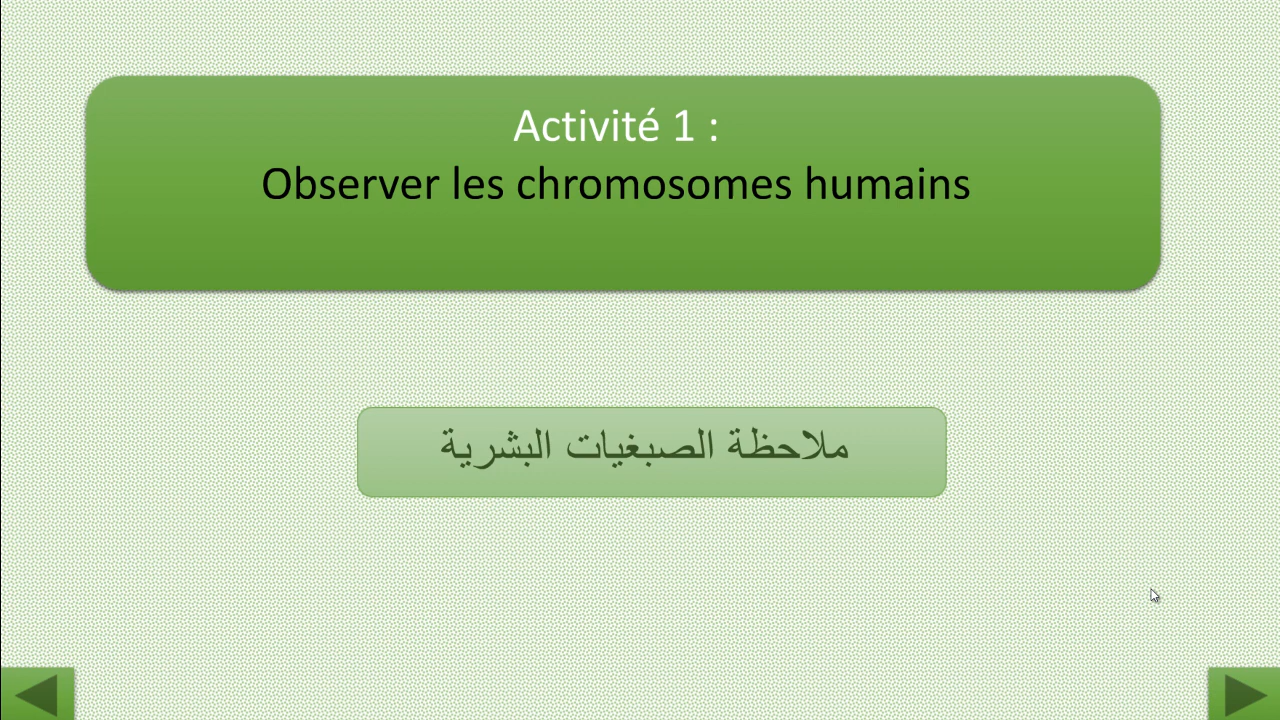 Activité 1 :
Observer les chromosomes humains
ملاحظة الصبغيات البشرية